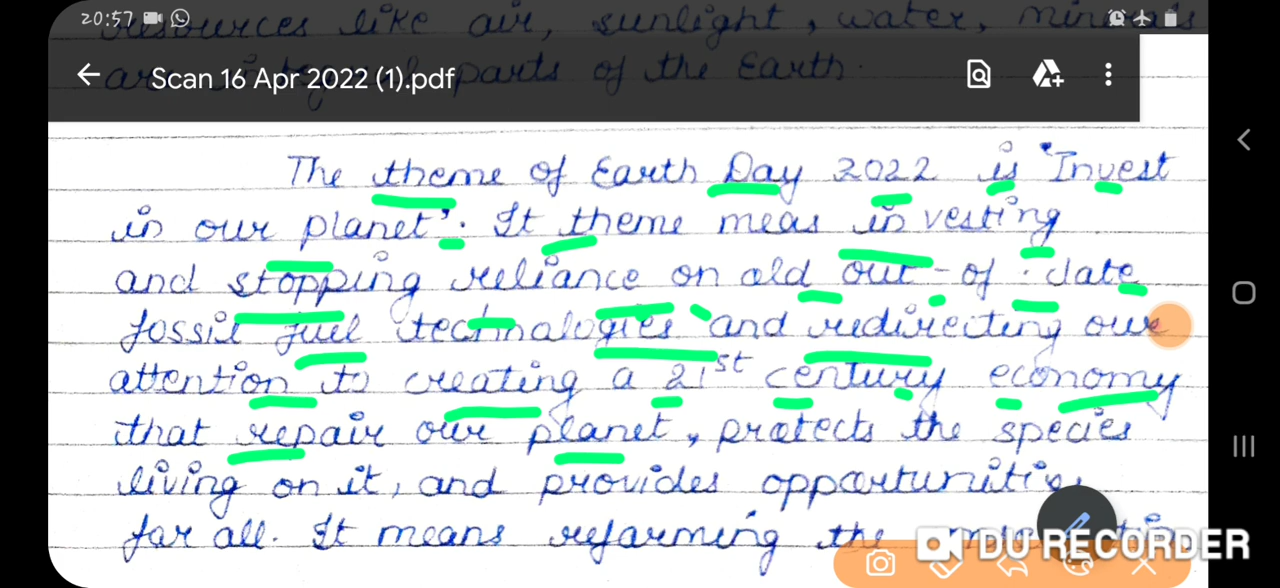 20:57
resources like air, sunlight, water, minerals
Scan 16 Apr 2022 (1).pdf
parts of the Earth.
The theme of Earth Day 2022 is 'Invest
in our planet'. It theme meas in vesting
and stopping reliance on old out-of-date
fossil fuel technologies and redirecting our
attention to creating a 21st century economy
that repair our planet, protects the species
living on it, and provides opportunities
for all. It means reforming the
DU RECORDER